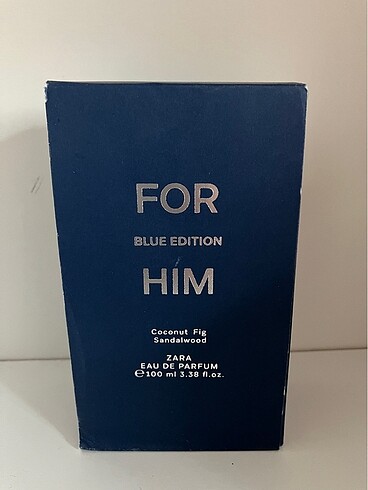 FOR
BLUE EDITION
HIM
Coconut Fig
Sandalwood
ZARA
EAU DE PARFUM
℮100 ml 3.38 fl.oz.